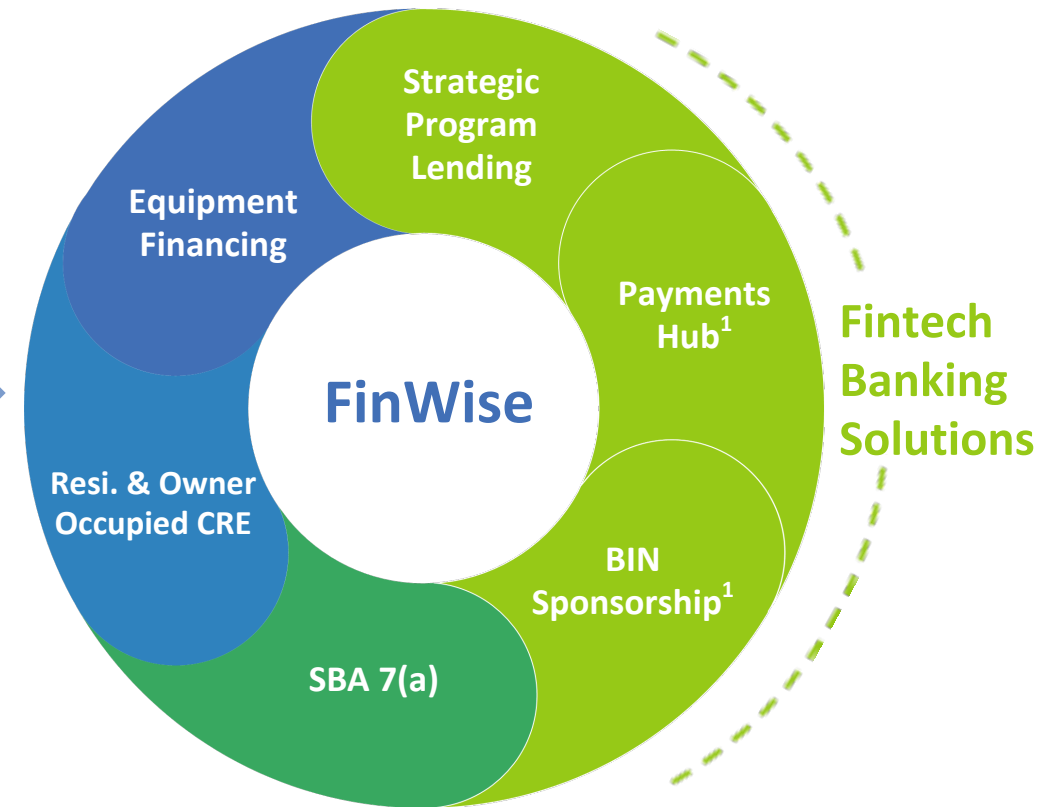 Strategic
Program
Lending
Equipment
Financing
Payments
Hub¹
Fintech
Banking
Solutions
FinWise
Resi. & Owner
Occupied CRE
BIN
Sponsorship¹
SBA 7(a)